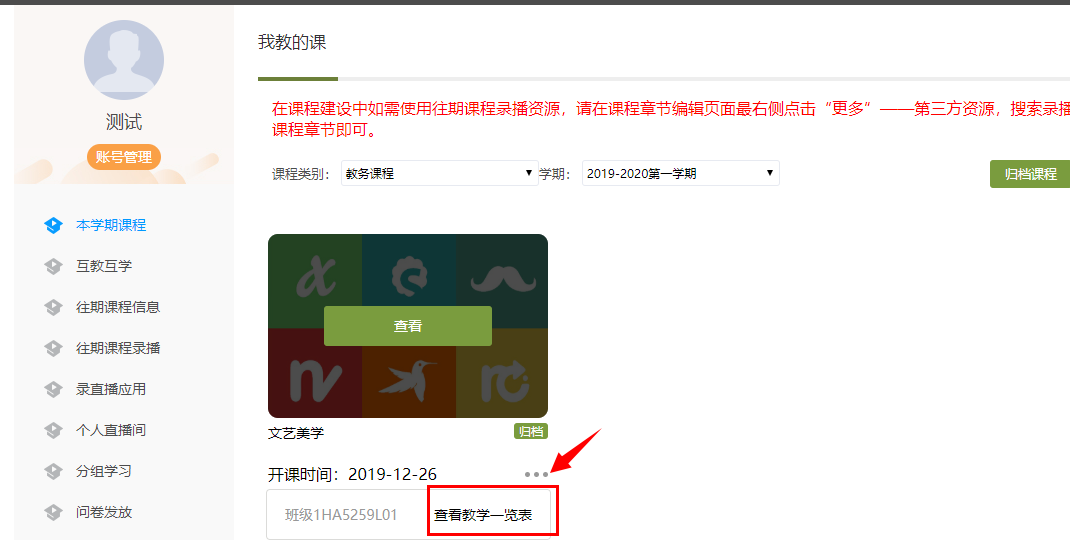 我教的课
测试
账号管理
在课程建设中如需使用往期课程录播资源，请在课程章节编辑页面最右侧点击“更多”——第三方资源，搜索录播
课程章节即可。
课程类别： 教务课程 学期： 2019-2020第一学期 归档课程
本学期课程
互教互学
往期课程信息
往期课程录播
录直播应用
个人直播间
分组学习
问卷发放
查看
文艺美学 归档
开课时间：2019-12-26
班级1HA5259L01 查看教学一览表